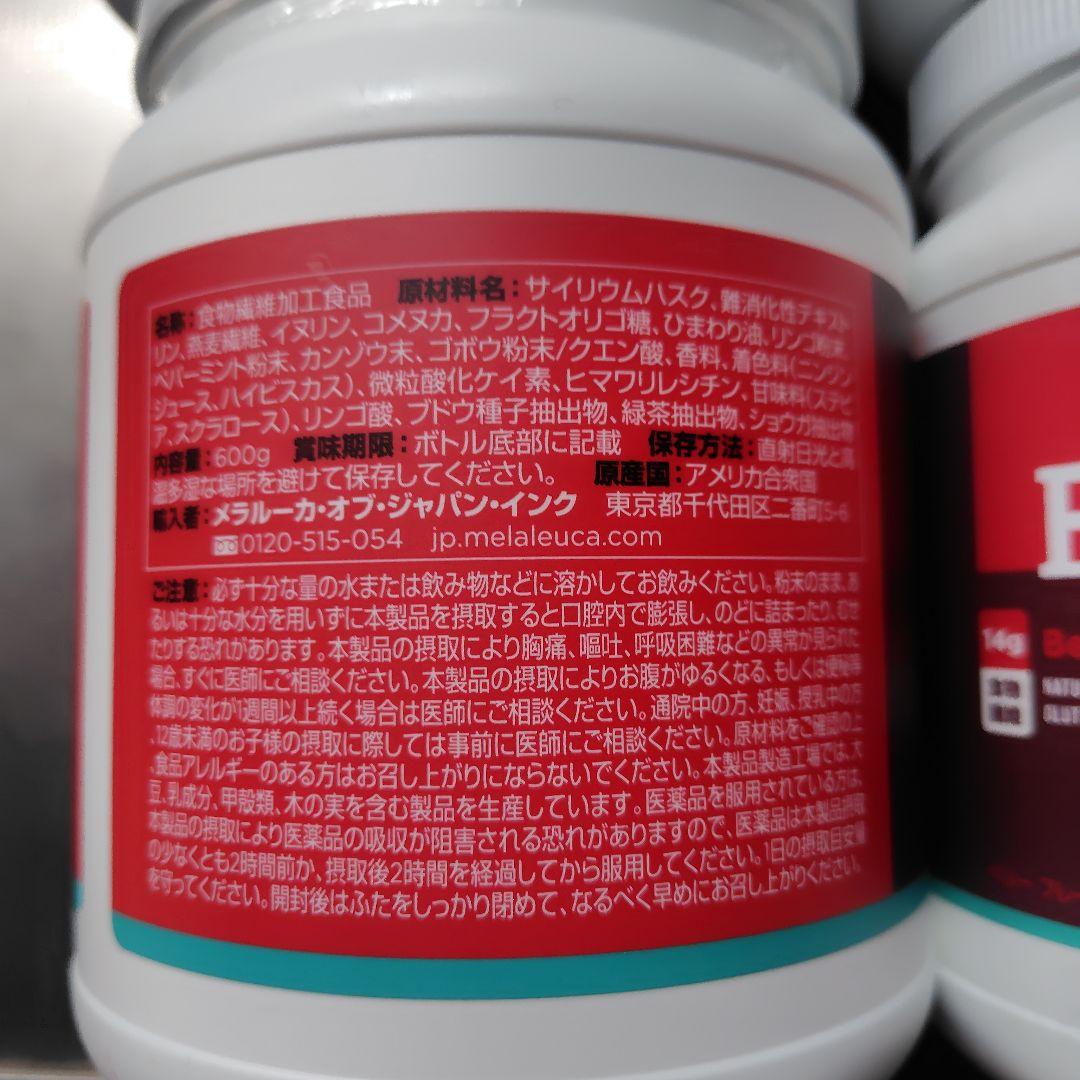 名称:食物繊維加工食品 原材料名:サイリウムハスク、難消化性デキスト
リン、燕麦繊維、イヌリン、コメヌカ、フラクトオリゴ糖、ひまわり油、リンゴ粉末
ペパーミント粉末、カンゾウ末、ゴボウ粉末/クエン酸、香料、着色料(ニンジン
ジュース、ハイビスカス)、微粒酸化ケイ素、ヒマワリレシチン、甘味料(ステビ
ア、スクラロース)、リンゴ酸、ブドウ種子抽出物、緑茶抽出物、ショウガ抽出物
内容量:600g 賞味期限:ボトル底部に記載 保存方法:直射日光と高
温多湿な場所を避けて保存してください。 原産国:アメリカ合衆国
輸入者:メラルーカ・オブ・ジャパン・インク 東京都千代田区二番町5-6
0120-515-054 jp.melaleuca.com
ご注意:必ず十分な量の水または飲み物などに溶かしてお飲みください。粉末のまま、あ
るいは十分な水分を用いずに本製品を摂取すると口腔内で膨張し、のどに詰まったり、むせ
たりする恐れがあります。本製品の摂取により胸痛、嘔吐、呼吸困難などの異常が見られた
場合、すぐに医師にご相談ください。本製品の摂取によりお腹がゆるくなる、もしくは便秘等
体調の変化が1週間以上続く場合は医師にご相談ください。通院中の方、妊娠、授乳中の方
、12歳未満のお子様の摂取に際しては事前に医師にご相談ください。原材料をご確認の上
、食品アレルギーのある方はお召し上がりにならないでください。本製品製造工場では、大
豆、乳成分、甲殻類、木の実を含む製品を生産しています。医薬品を服用されている方は、
本製品の摂取により医薬品の吸収が阻害される恐れがありますので、医薬品は本製品摂取
の少なくとも2時間前か、摂取後2時間を経過してから服用してください。1日の摂取目安量
を守ってください。開封後はふたをしっかり閉めて、なるべく早めにお召し上がりください。
14g